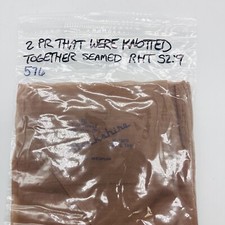 2 PR THAT WERE KNOTTED
TOGETHER SEAMED RHT SZ:9
576